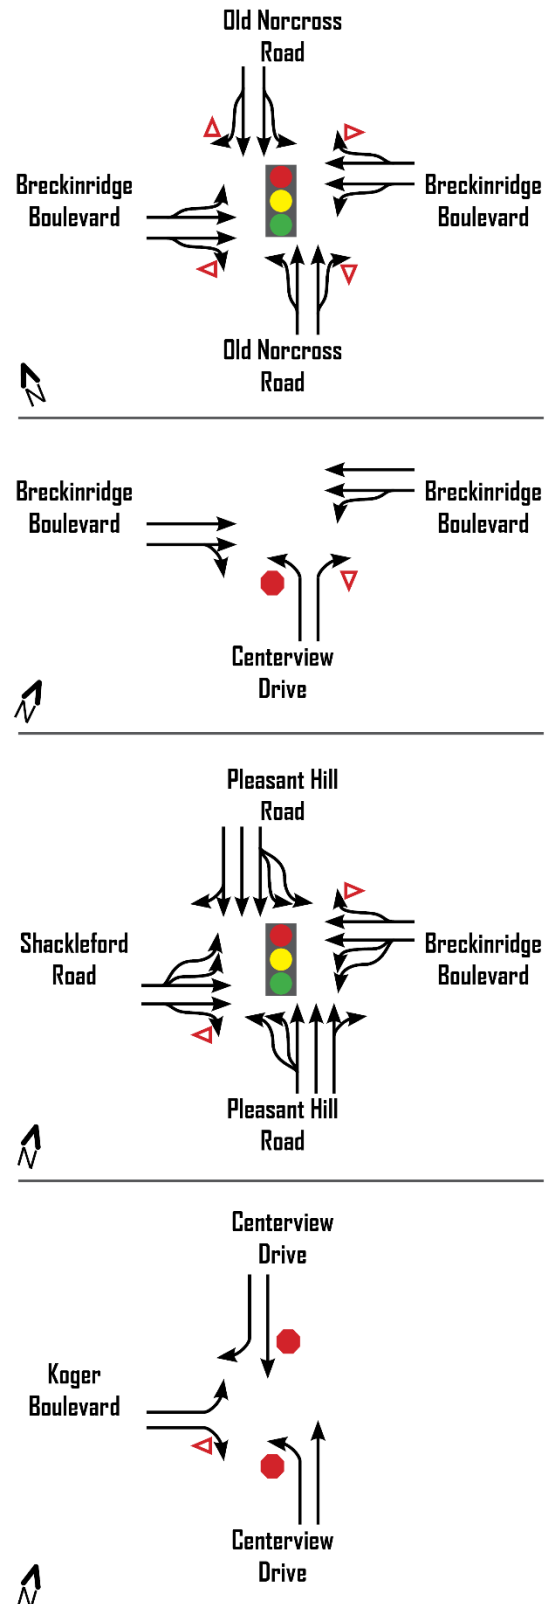 Old Norcross
Road
Breckinridge
Boulevard
Breckinridge
Boulevard
Old Norcross
Road
N
Breckinridge
Boulevard
Breckinridge
Boulevard
Centerview
Drive
N
Pleasant Hill
Road
Shackleford
Road
Breckinridge
Boulevard
Pleasant Hill
Road
N
Centerview
Drive
Koger
Boulevard
Centerview
Drive
N